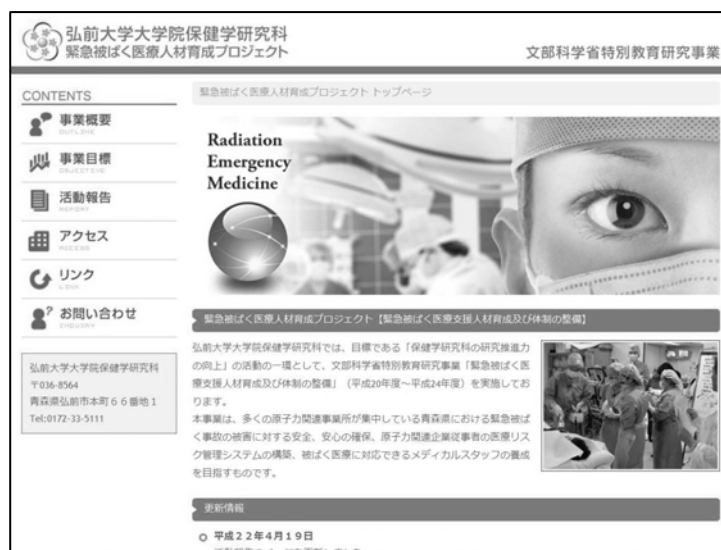 弘前大学大学院保健学研究科
緊急被ばく医療人材育成プロジェクト
文部科学省特別教育研究事業
CONTENTS
事業概要
OUTLINE
事業目標
OBJECTIVE
活動報告
REPORT
アクセス
ACCESS
リンク
LINK
お問い合わせ
ENQUIRY
弘前大学大学院保健学研究科
〒036-8564
青森県弘前市本町66番地1
Tel:0172-33-5111
緊急被ばく医療人材育成プロジェクト トップページ
Radiation
Emergency
Medicine
緊急被ばく医療人材育成プロジェクト【緊急被ばく医療支援人材育成及び体制の整備】
弘前大学大学院保健学研究科では、目標である「保健学研究科の研究推進力
の向上」の活動の一環として、文部科学省特別教育研究事業「緊急被ばく医
療支援人材育成及び体制の整備」（平成20年度～平成24年度）を実施してお
ります。
本事業は、多くの原子力関連事業所が集中している青森県における緊急被ば
く事故の被害に対する安全、安心の確保、原子力関連企業従事者の医療リス
ク管理システムの構築、被ばく医療に対応できるメディカルスタッフの養成
を目指すものです。
更新情報
平成２２年４月１９日